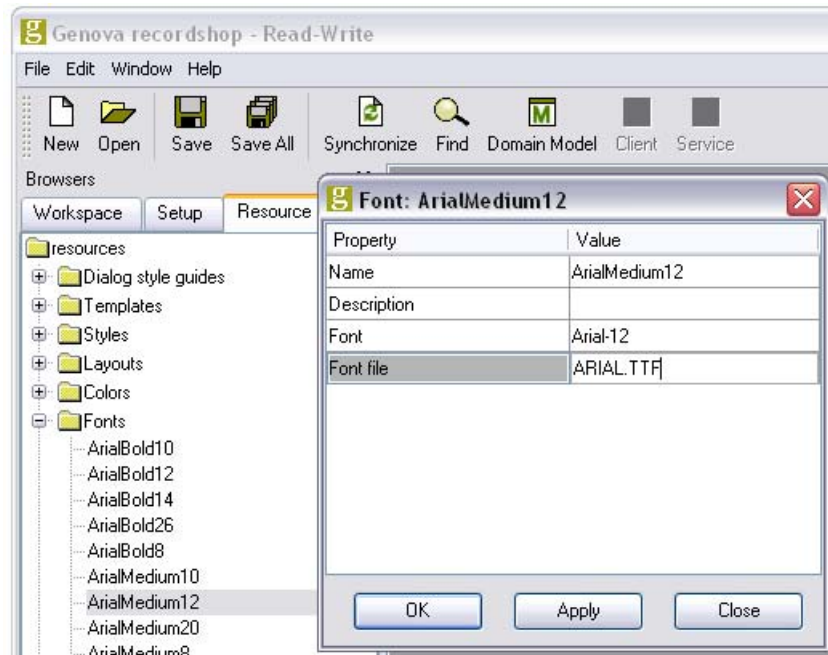 Genova recordshop - Read-Write
File Edit Window Help
New Open Save Save All Synchronize Find Domain Model Client Service
Browsers
Workspace Setup Resource
resources
Dialog style guides
Templates
Styles
Layouts
Colors
Fonts
ArialBold10
ArialBold12
ArialBold14
ArialBold26
ArialBold8
ArialMedium10
ArialMedium12
ArialMedium20
ArialMedium8
Font: ArialMedium12
Property Value
Name ArialMedium12
Description
Font Arial-12
Font file ARIAL.TTF
OK Apply Close